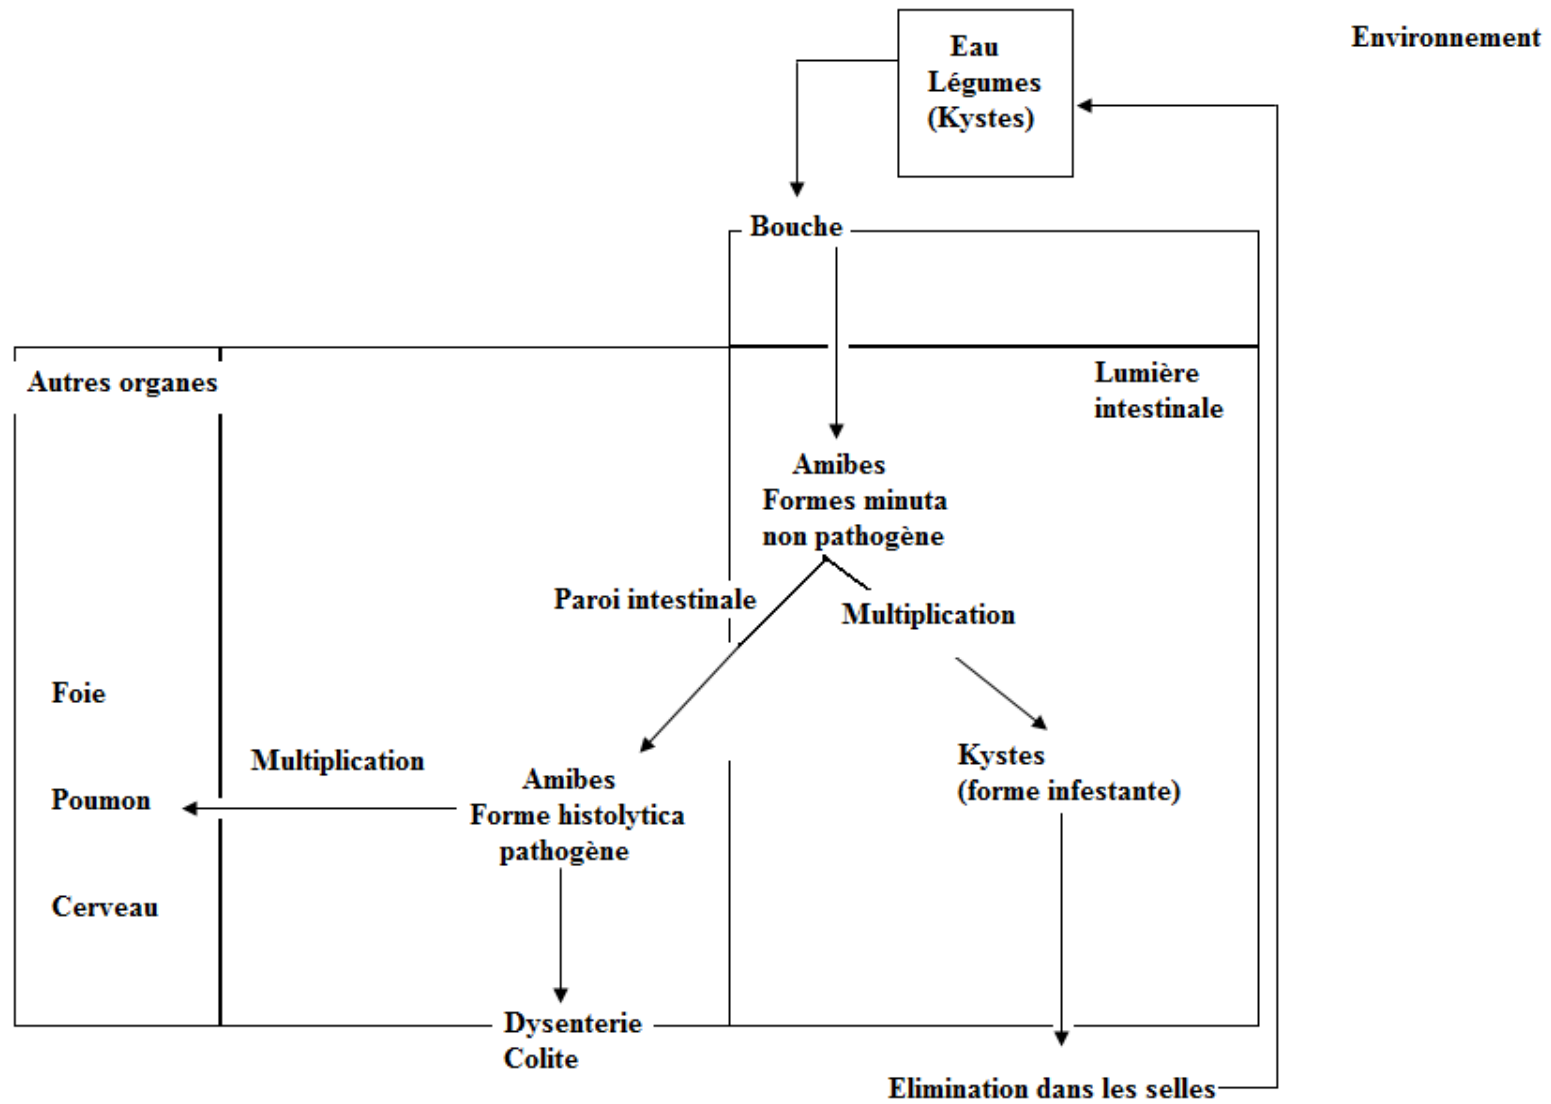 Environnement
Eau
Légumes
(Kystes)
Bouche
Autres organes
Lumière
intestinale
Amibes
Formes minuta
non pathogène
Paroi intestinale
Multiplication
Foie
Multiplication
Poumon
Amibes
Forme histolytica
pathogène
Kystes
(forme infestante)
Cerveau
Dysenterie
Colite
Elimination dans les selles